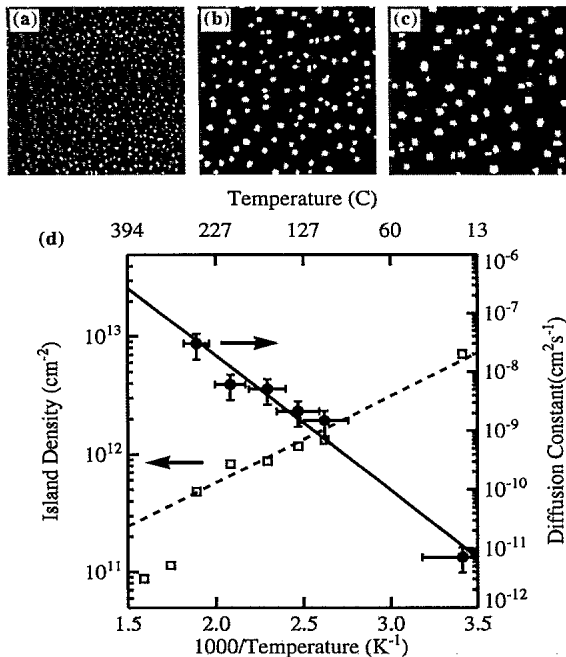 (a) (b) (c)
Temperature (C)
(d) 394 227 127 60 13
Island Density (cm-2)
10^13
10^12
10^11
10^-6
10^-7
10^-8
10^-9
10^-10
10^-11
10^-12
Diffusion Constant(cm2s-1)
1.5 2.0 2.5 3.0 3.5
1000/Temperature (K-1)